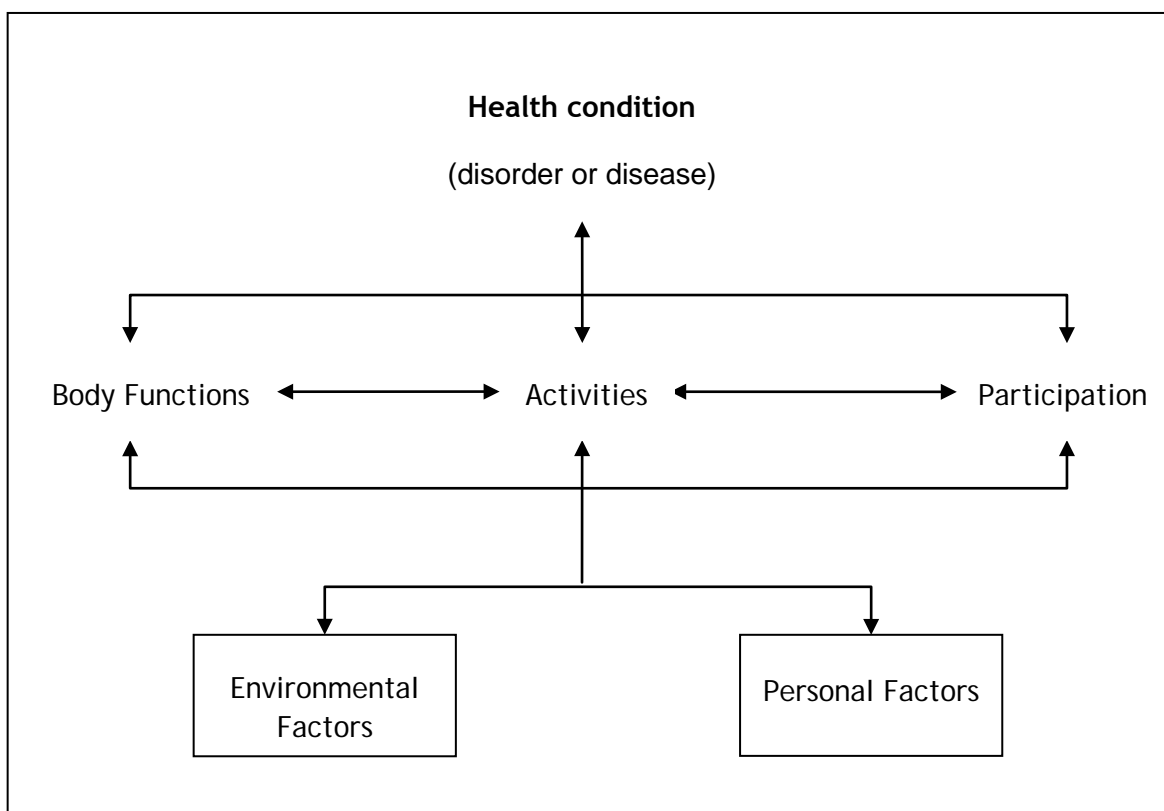 Health condition
(disorder or disease)
Body Functions
Activities
Participation
Environmental
Factors
Personal Factors